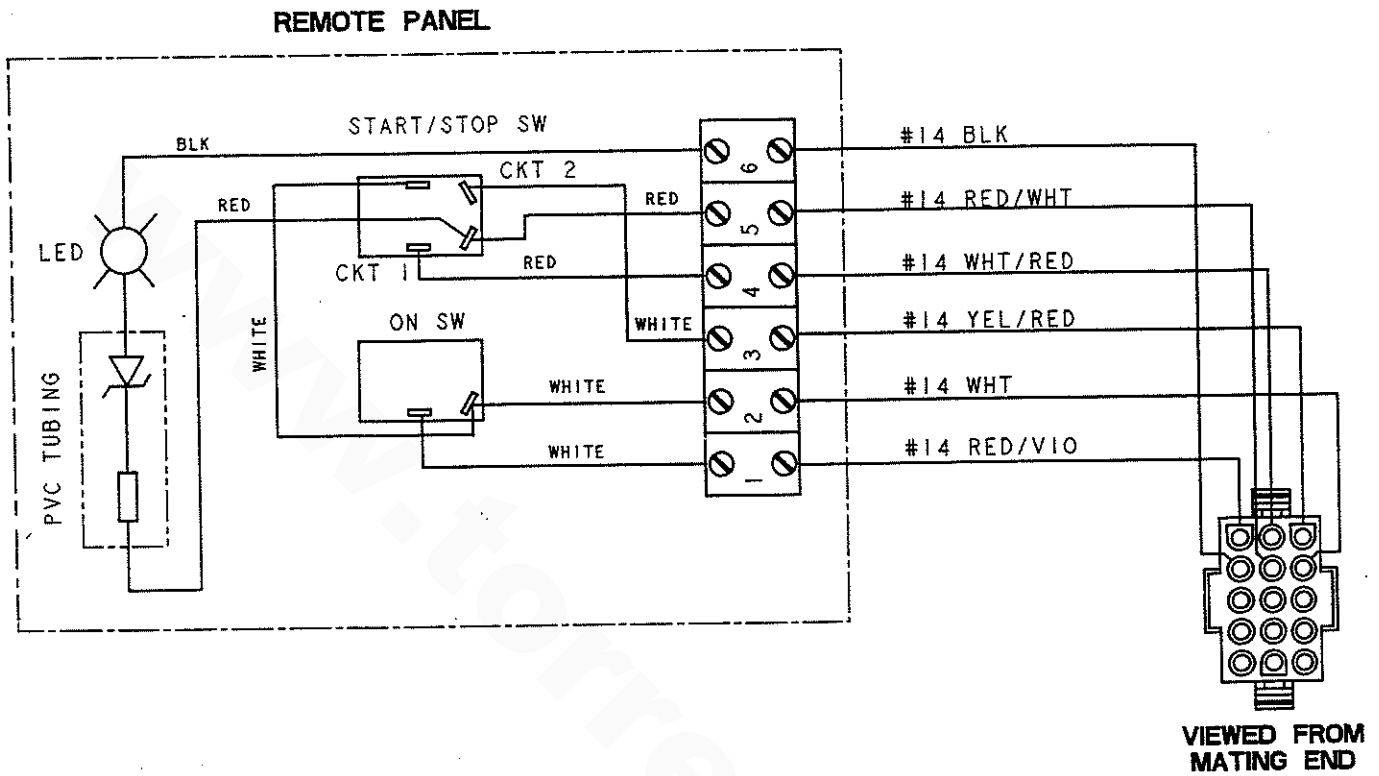 REMOTE PANEL
START/STOP SW
BLK
#14 BLK
6
CKT 2
RED
RED
#14 RED/WHT
5
LED
CKT 1
RED
#14 WHT/RED
4
ON SW
WHITE
WHITE
#14 YEL/RED
3
PVC TUBING
WHITE
#14 WHT
2
WHITE
#14 RED/VIO
1
www.torre
VIEWED FROM
MATING END